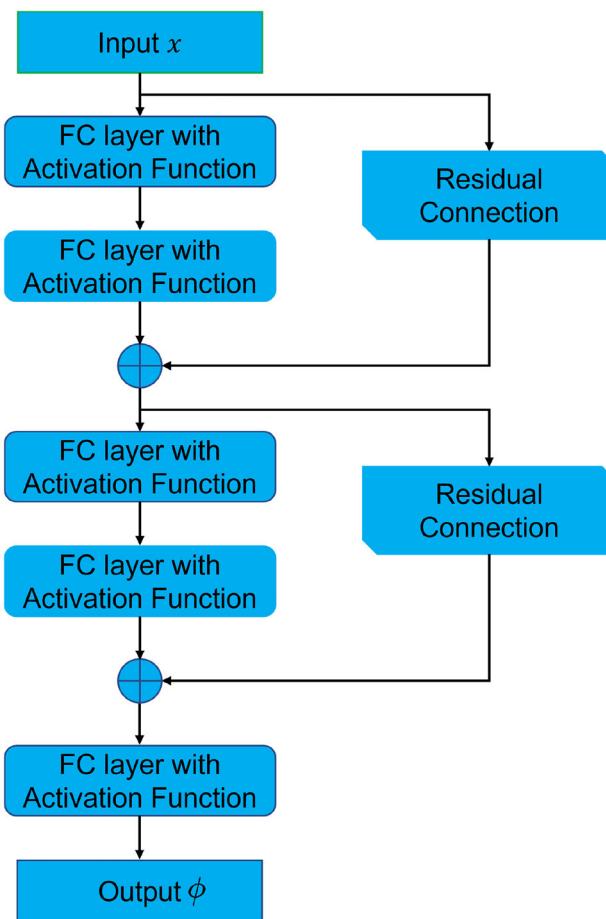 Input x
FC layer with
Activation Function
Residual
Connection
FC layer with
Activation Function
FC layer with
Activation Function
Residual
Connection
FC layer with
Activation Function
FC layer with
Activation Function
Output ϕ